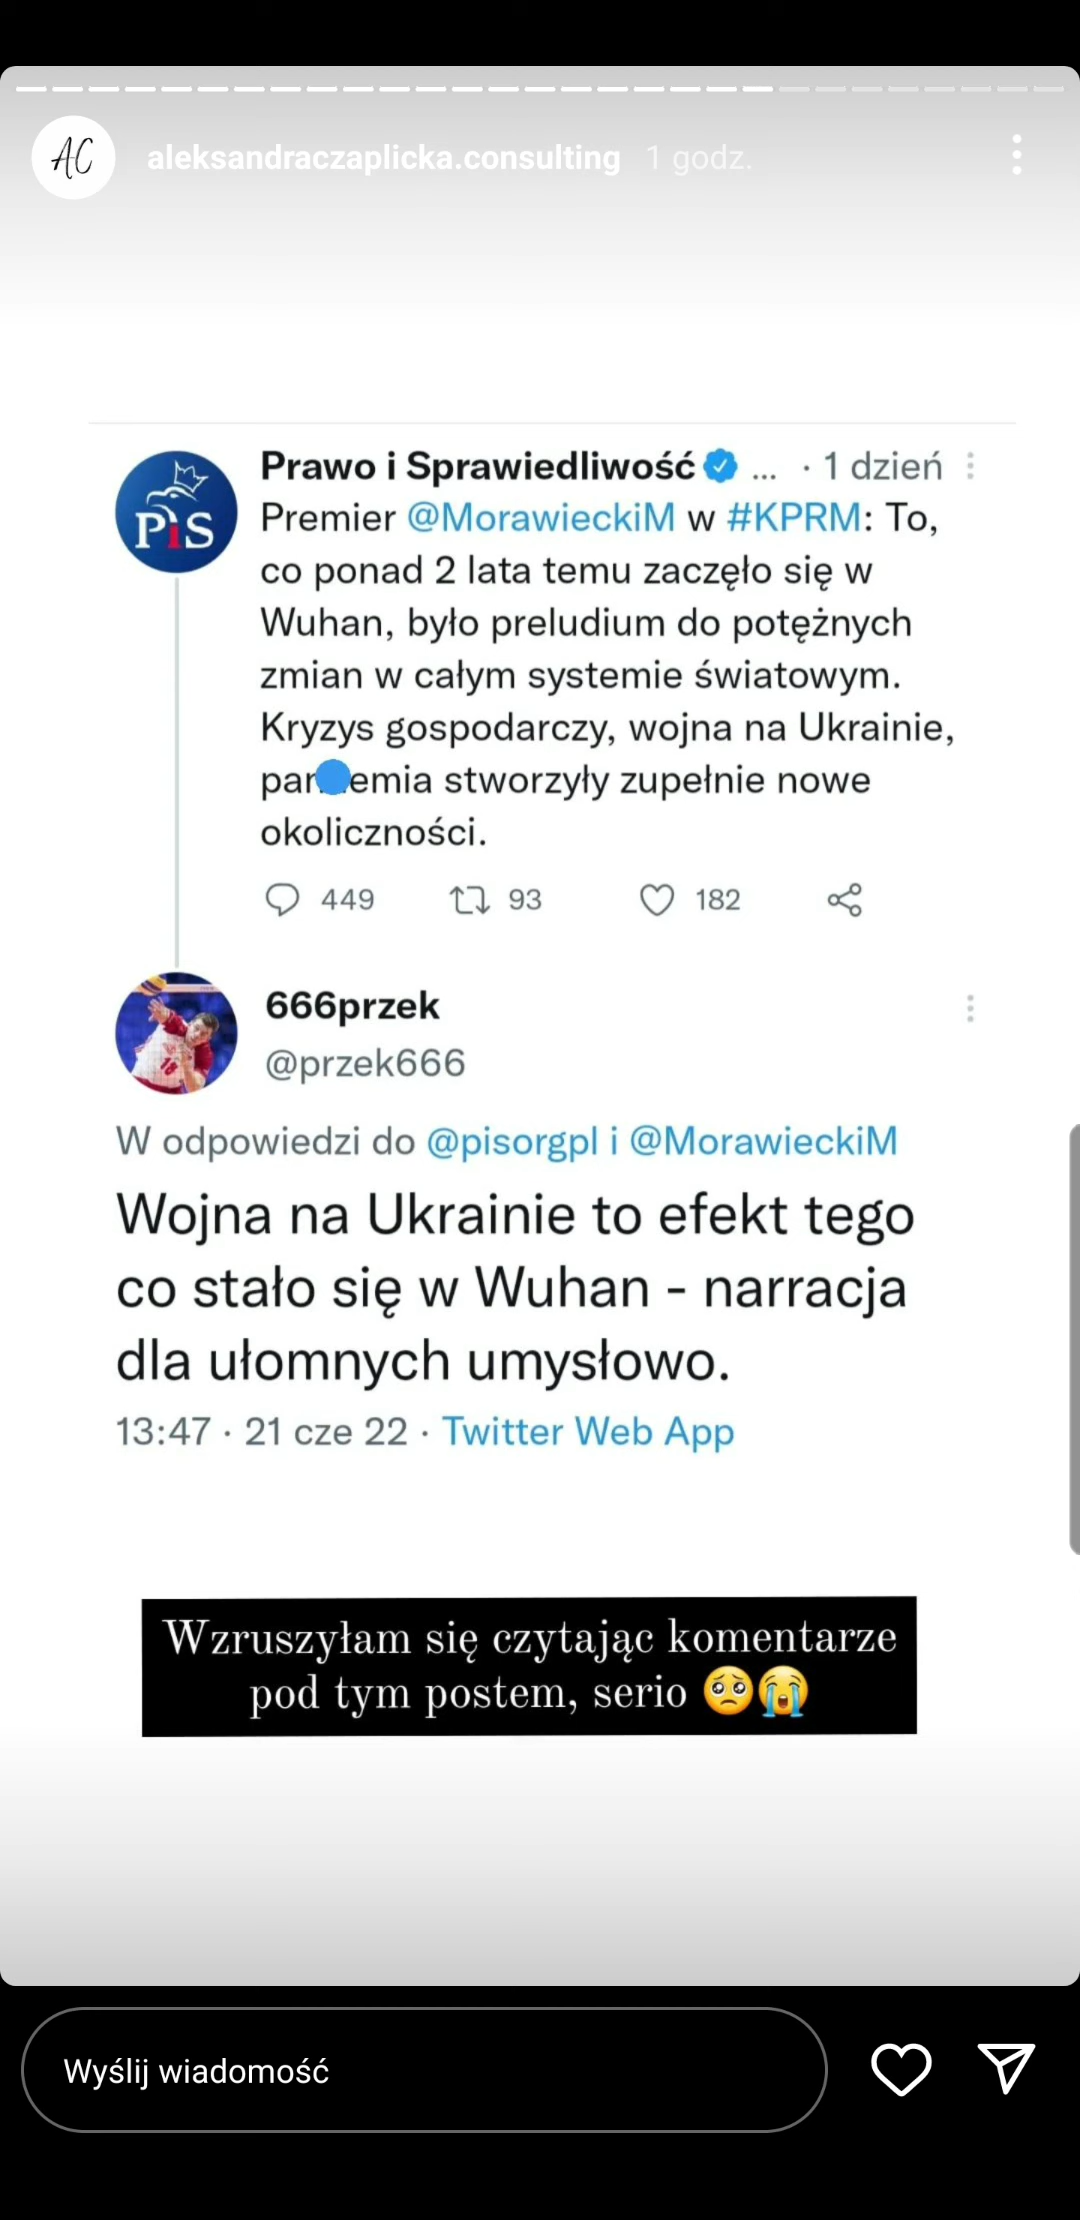 AC
aleksandraczaplicka.consulting 1 godz.
Prawo i Sprawiedliwość ... · 1 dzień
PiS
Premier @MorawieckiM w #KPRM: To,
co ponad 2 lata temu zaczęło się w
Wuhan, było preludium do potężnych
zmian w całym systemie światowym.
Kryzys gospodarczy, wojna na Ukrainie,
pandemia stworzyły zupełnie nowe
okoliczności.
449 93 182
666przek
@przek666
18
W odpowiedzi do @pisorgpl i @MorawieckiM
Wojna na Ukrainie to efekt tego
co stało się w Wuhan - narracja
dla ułomnych umysłowo.
13:47 · 21 cze 22 · Twitter Web App
Wzruszyłam się czytając komentarze
pod tym postem, serio 🥺😭
Wyślij wiadomość